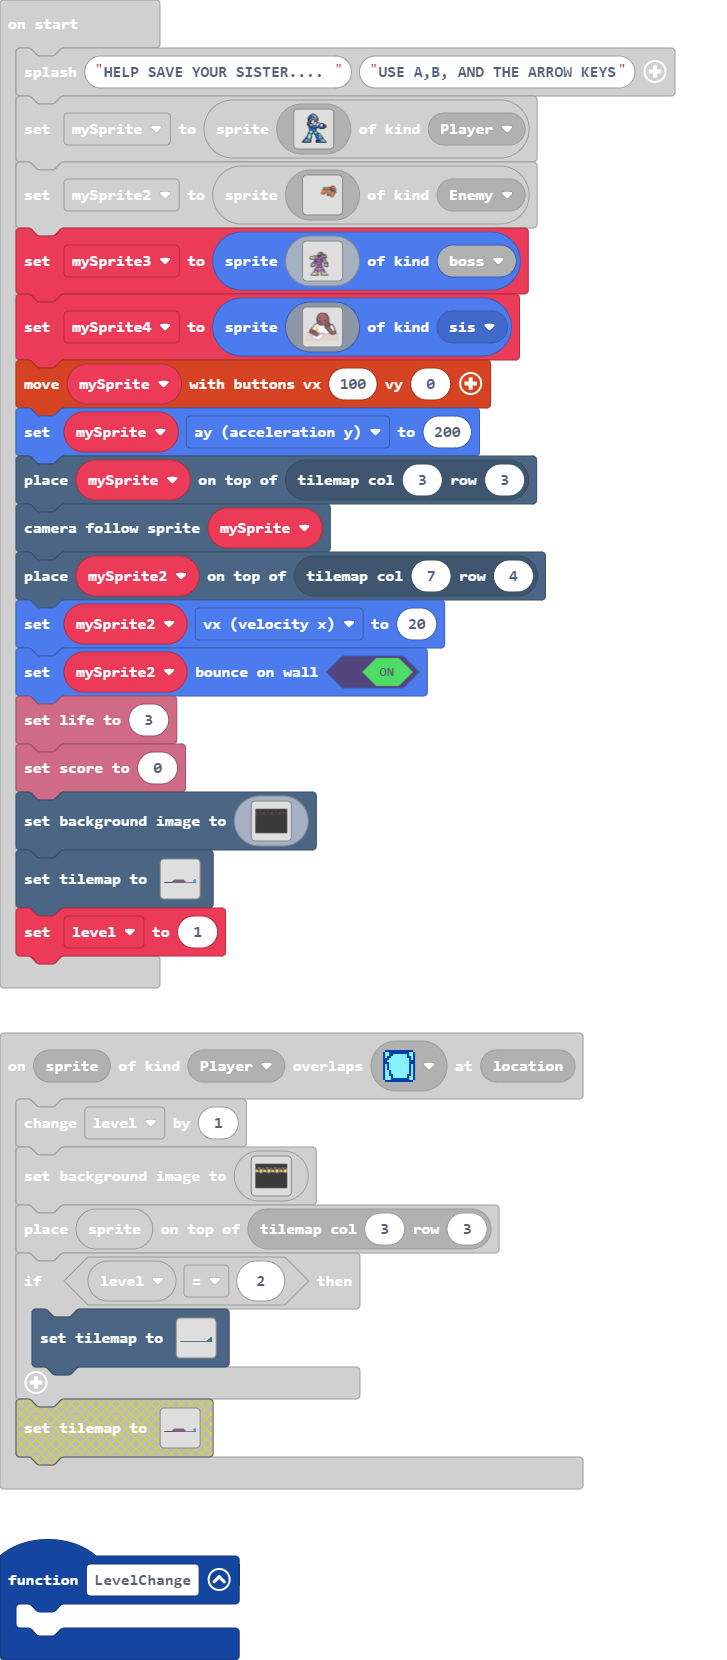 on start
splash "HELP SAVE YOUR SISTER.... " "USE A,B, AND THE ARROW KEYS"
set mySprite to sprite of kind Player
set mySprite2 to sprite of kind Enemy
set mySprite3 to sprite of kind boss
set mySprite4 to sprite of kind sis
move mySprite with buttons vx 100 vy 0
set mySprite ay (acceleration y) to 200
place mySprite on top of tilemap col 3 row 3
camera follow sprite mySprite
place mySprite2 on top of tilemap col 7 row 4
set mySprite2 vx (velocity x) to 20
set mySprite2 bounce on wall ON
set life to 3
set score to 0
set background image to
set tilemap to
set level to 1
on sprite of kind Player overlaps at location
change level by 1
set background image to
place sprite on top of tilemap col 3 row 3
if level = 2 then
set tilemap to
set tilemap to
function LevelChange